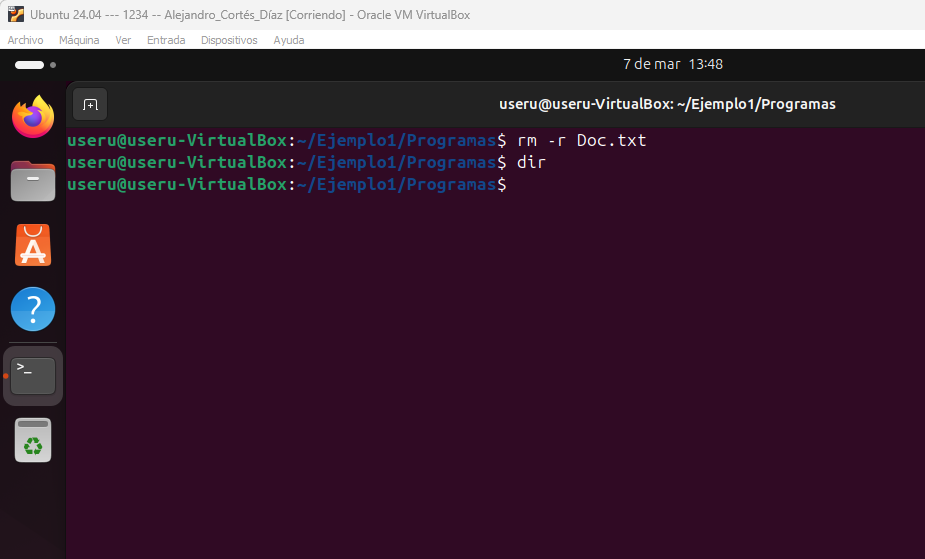 Ubuntu 24.04 --- 1234 -- Alejandro_Cortés_Díaz [Corriendo] - Oracle VM VirtualBox
Archivo Máquina Ver Entrada Dispositivos Ayuda
7 de mar 13:48
useru@useru-VirtualBox: ~/Ejemplo1/Programas
useru@useru-VirtualBox:~/Ejemplo1/Programas$ rm -r Doc.txt
useru@useru-VirtualBox:~/Ejemplo1/Programas$ dir
useru@useru-VirtualBox:~/Ejemplo1/Programas$